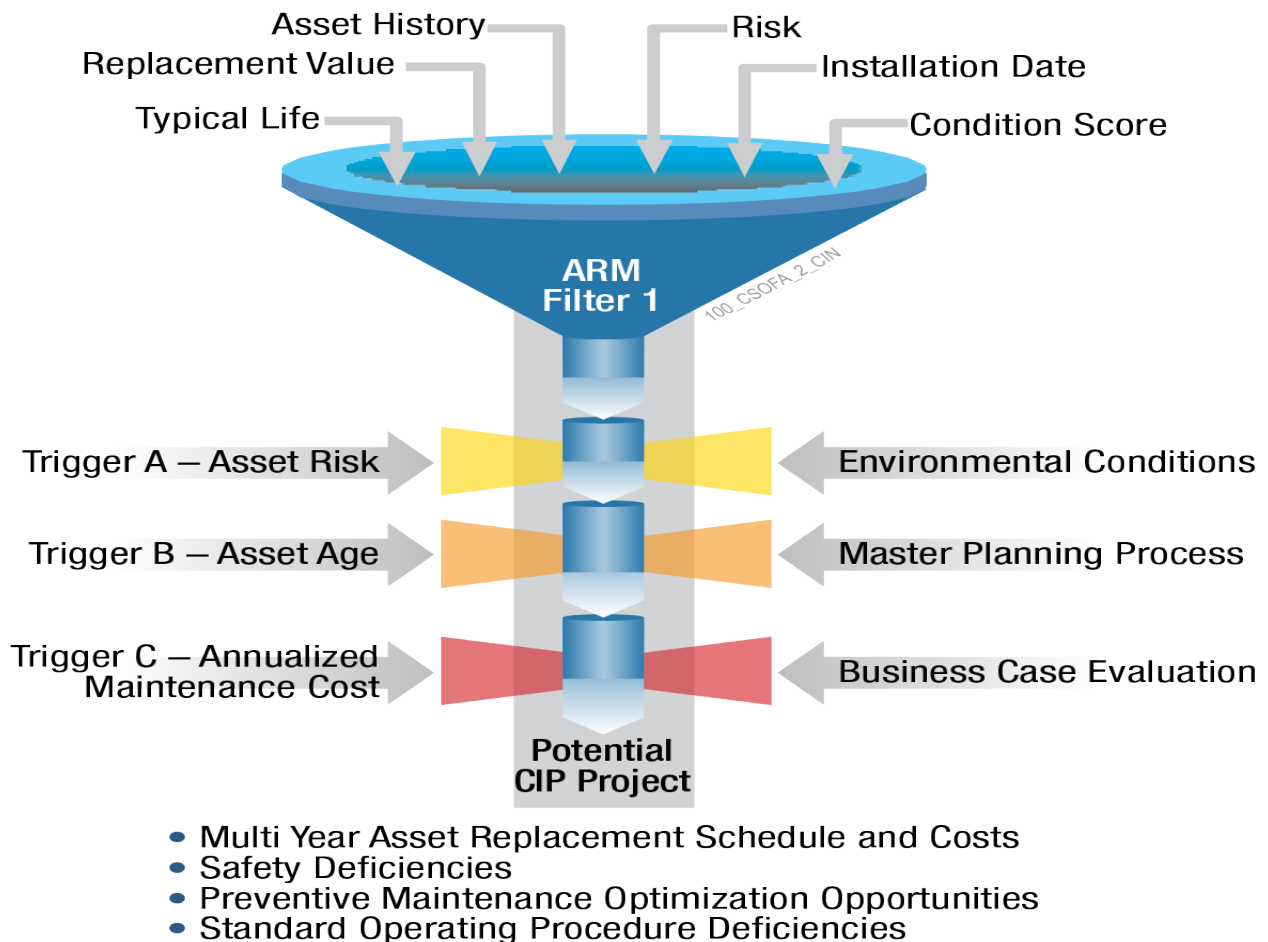 Asset History
Risk
Replacement Value
Installation Date
Typical Life
Condition Score
ARM
Filter 1
100_CSOFA_2_CIN
Trigger A – Asset Risk
Environmental Conditions
Trigger B – Asset Age
Master Planning Process
Trigger C – Annualized
Maintenance Cost
Business Case Evaluation
Potential
CIP Project
• Multi Year Asset Replacement Schedule and Costs
• Safety Deficiencies
• Preventive Maintenance Optimization Opportunities
• Standard Operating Procedure Deficiencies